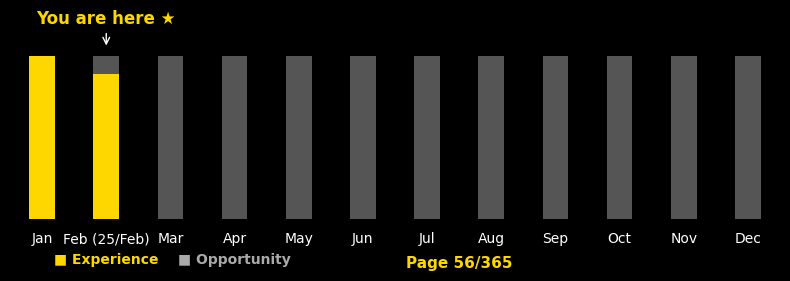 You are here ★
Jan Feb (25/Feb) Mar Apr May Jun Jul Aug Sep Oct Nov Dec
■ Experience ■ Opportunity Page 56/365